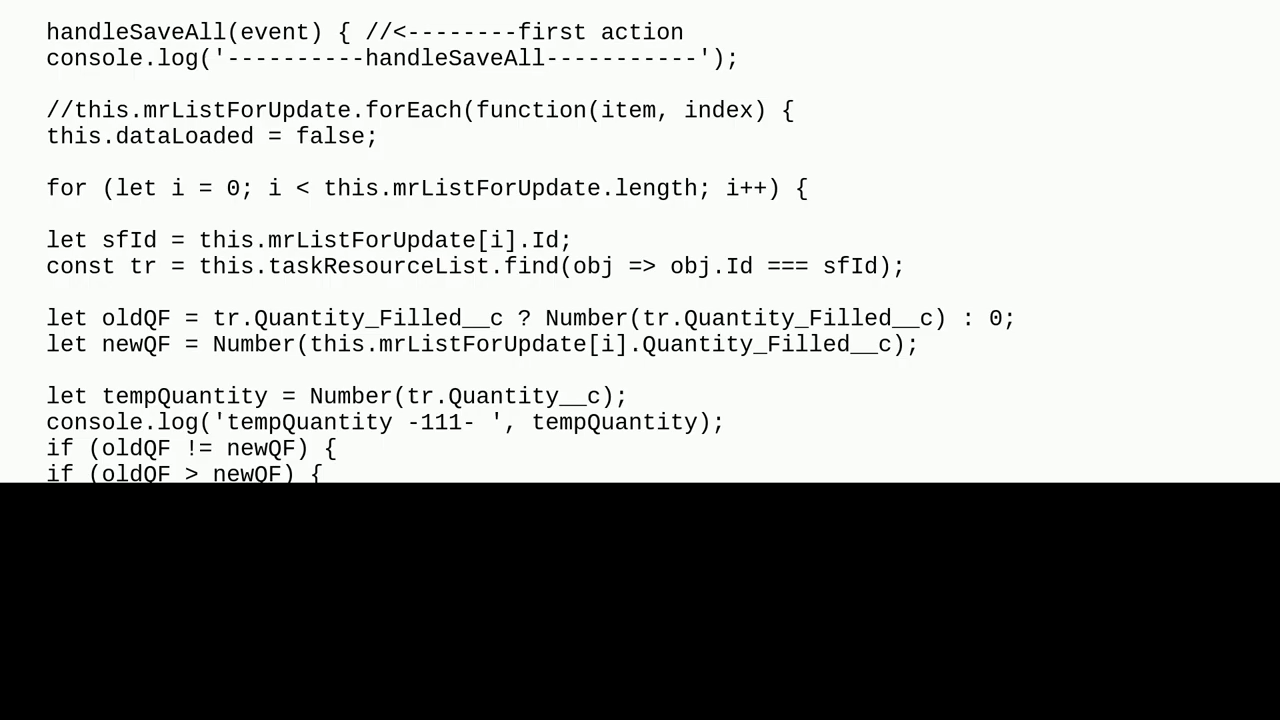 handleSaveAll(event) { //<--------first action
console.log('----------handleSaveAll-----------');
//this.mrListForUpdate.forEach(function(item, index) {
this.dataLoaded = false;
for (let i = 0; i < this.mrListForUpdate.length; i++) {
let sfId = this.mrListForUpdate[i].Id;
const tr = this.taskResourceList.find(obj => obj.Id === sfId);
let oldQF = tr.Quantity_Filled__c ? Number(tr.Quantity_Filled__c) : 0;
let newQF = Number(this.mrListForUpdate[i].Quantity_Filled__c);
let tempQuantity = Number(tr.Quantity__c);
console.log('tempQuantity -111- ', tempQuantity);
if (oldQF != newQF) {
if (oldQF > newQF) {